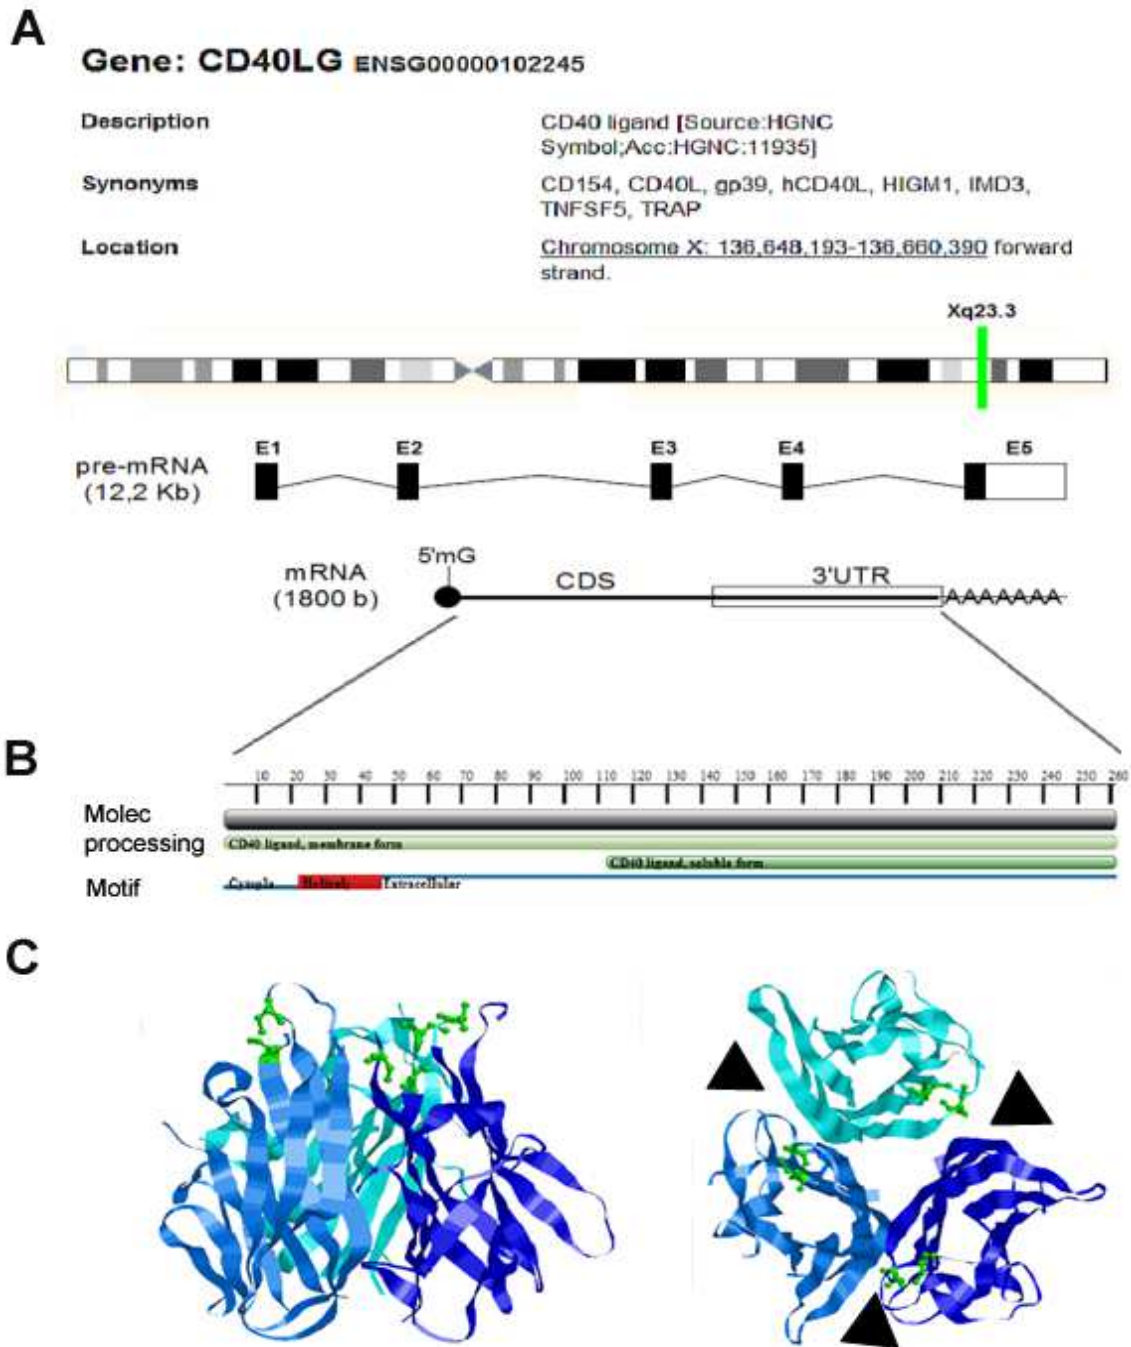 A
Gene: CD40LG ENSG00000102245
Description
CD40 ligand [Source:HGNC
Symbol;Acc:HGNC:11935]
Synonyms
CD154, CD40L, gp39, hCD40L, HIGM1, IMD3,
TNFSF5, TRAP
Location
Chromosome X: 136,648,193-136,660,390 forward
strand.
Xq23.3
E1 E2 E3 E4 E5
pre-mRNA
(12,2 Kb)
5'mG
mRNA
(1800 b)
CDS
3'UTR
AAAAAAA
B
10 20 30 40 50 60 70 80 90 100 110 120 130 140 150 160 170 180 190 200 210 220 230 240 250 260
Molec
processing
CD40 ligand, membrane form
CD40 ligand, soluble form
Motif
Extracellular
C